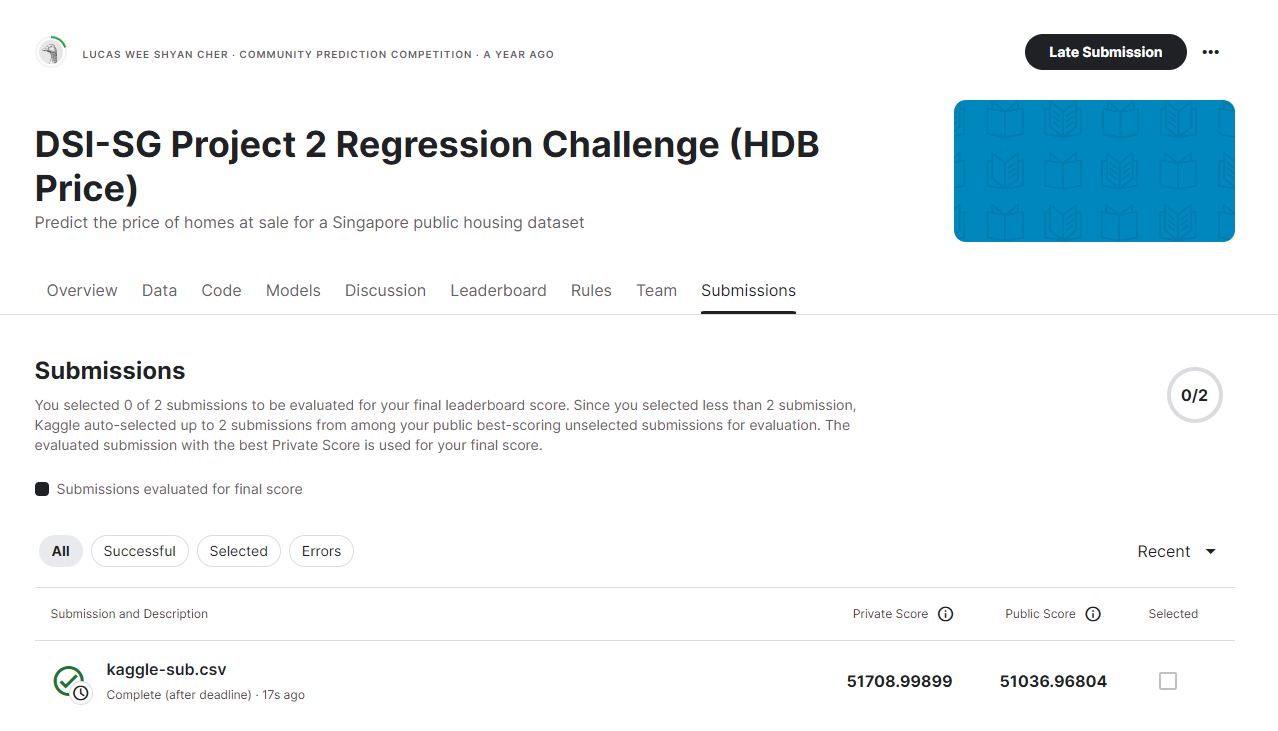 LUCAS WEE SHYAN CHER · COMMUNITY PREDICTION COMPETITION · A YEAR AGO
Late Submission
DSI-SG Project 2 Regression Challenge (HDB
Price)
Predict the price of homes at sale for a Singapore public housing dataset
Overview Data Code Models Discussion Leaderboard Rules Team Submissions
Submissions
You selected 0 of 2 submissions to be evaluated for your final leaderboard score. Since you selected less than 2 submission,
Kaggle auto-selected up to 2 submissions from among your public best-scoring unselected submissions for evaluation. The
evaluated submission with the best Private Score is used for your final score.
0/2
Submissions evaluated for final score
All Successful Selected Errors
Recent
Submission and Description Private Score Public Score Selected
kaggle-sub.csv
Complete (after deadline) · 17s ago
51708.99899 51036.96804